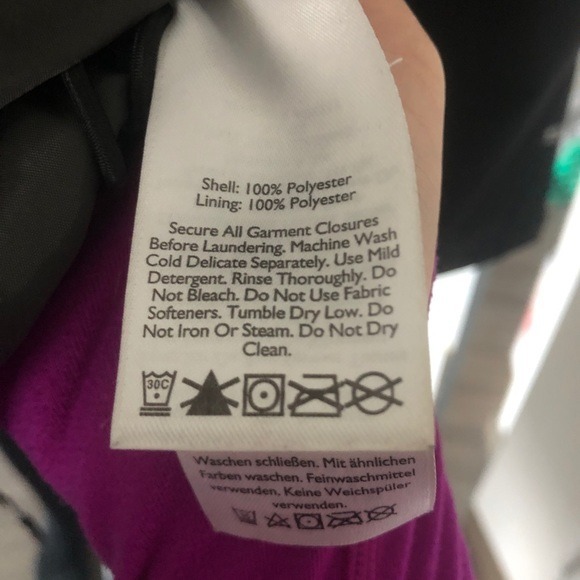 Shell: 100% Polyester
Lining: 100% Polyester
Secure All Garment Closures
Before Laundering. Machine Wash
Cold Delicate Separately. Use Mild
Detergent. Rinse Thoroughly. Do
Not Bleach. Do Not Use Fabric
Softeners. Tumble Dry Low. Do
Not Iron Or Steam. Do Not Dry
Clean.
30C
Waschen schließen. Mit ähnlichen
Farben waschen. Feinwaschmittel
verwenden. Keine Weichspüler
verwenden.